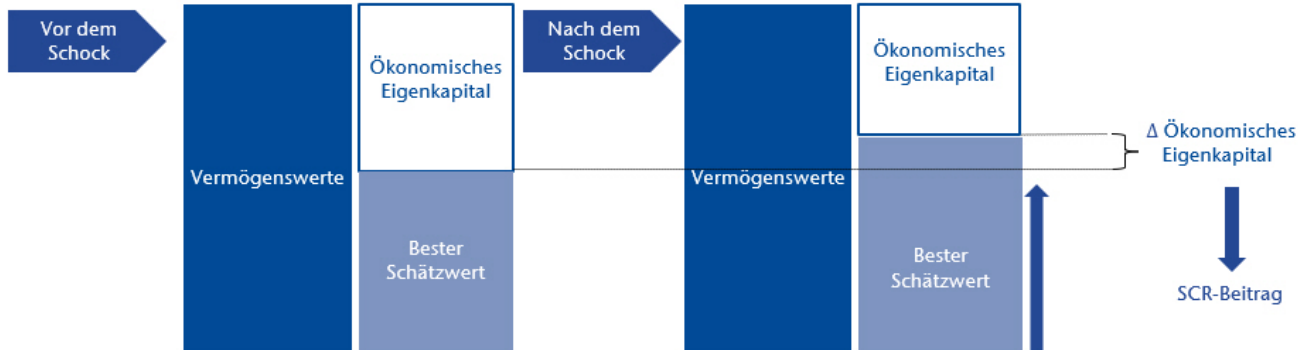 Vor dem
Schock
Vermögenswerte
Ökonomisches
Eigenkapital
Bester
Schätzwert
Nach dem
Schock
Vermögenswerte
Ökonomisches
Eigenkapital
Bester
Schätzwert
Δ Ökonomisches
Eigenkapital
SCR-Beitrag